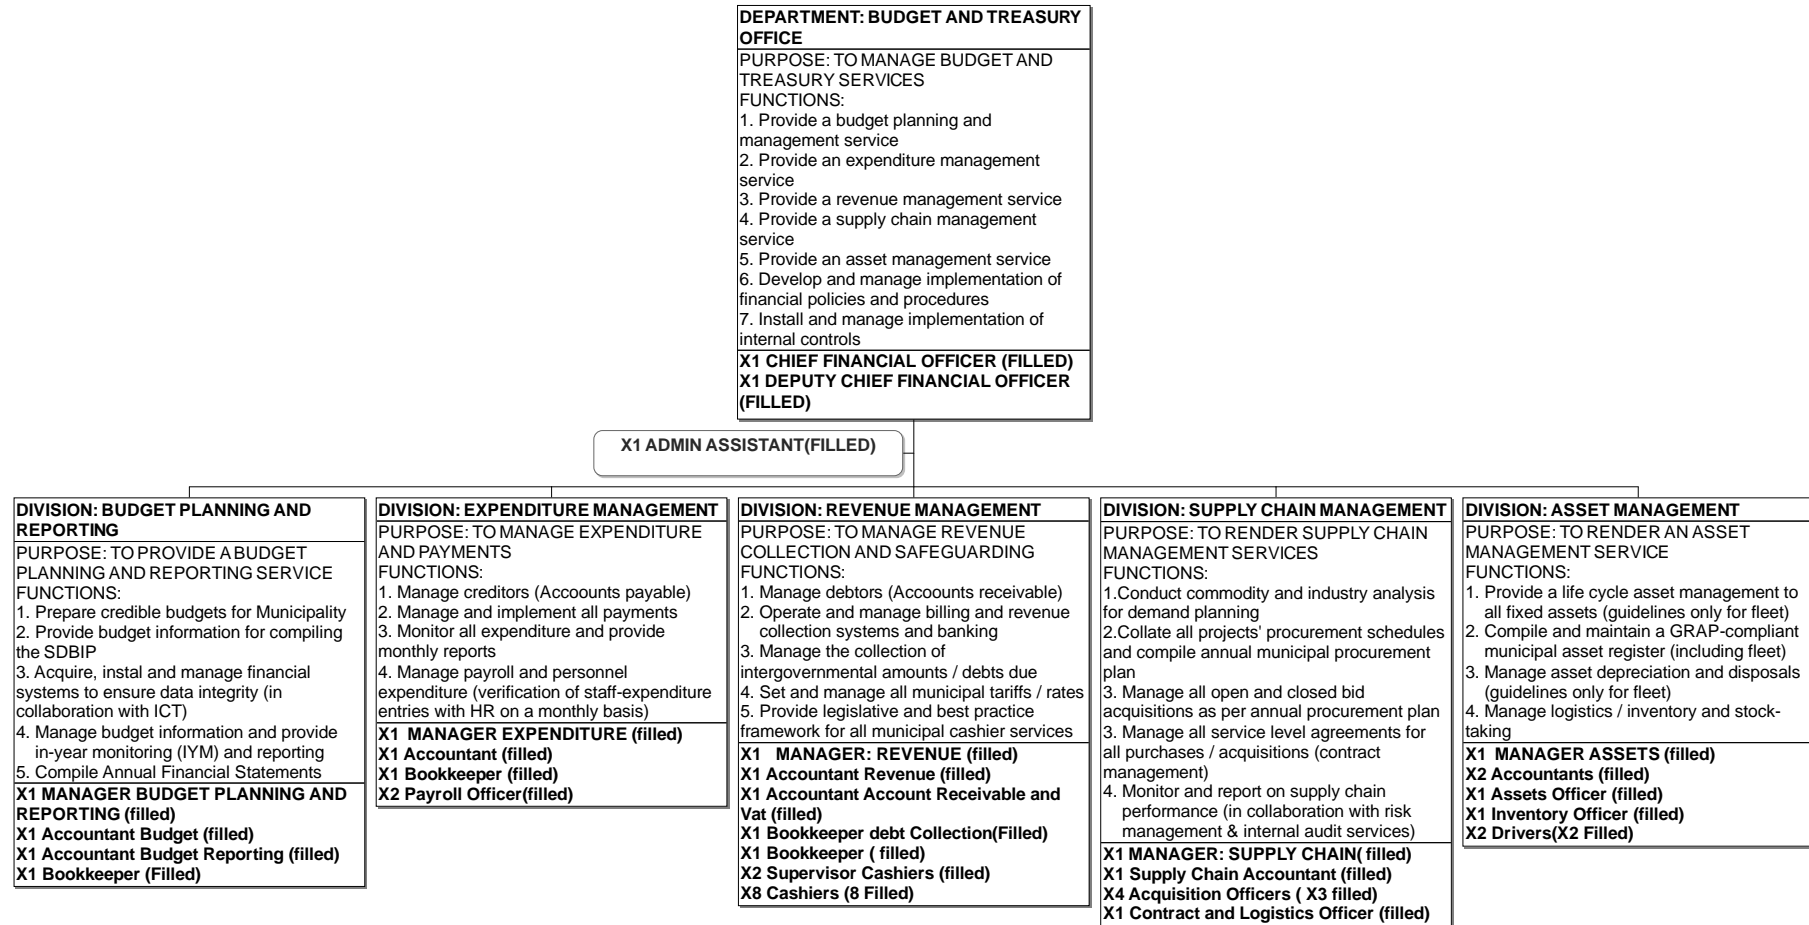 DEPARTMENT: BUDGET AND TREASURY
OFFICE
PURPOSE: TO MANAGE BUDGET AND
TREASURY SERVICES
FUNCTIONS:
1. Provide a budget planning and
management service
2. Provide an expenditure management
service
3. Provide a revenue management service
4. Provide a supply chain management
service
5. Provide an asset management service
6. Develop and manage implementation of
financial policies and procedures
7. Install and manage implementation of
internal controls
X1 CHIEF FINANCIAL OFFICER (FILLED)
X1 DEPUTY CHIEF FINANCIAL OFFICER
(FILLED)
X1 ADMIN ASSISTANT(FILLED)
DIVISION: BUDGET PLANNING AND
REPORTING
PURPOSE: TO PROVIDE A BUDGET
PLANNING AND REPORTING SERVICE
FUNCTIONS:
1. Prepare credible budgets for Municipality
2. Provide budget information for compiling
the SDBIP
3. Acquire, instal and manage financial
systems to ensure data integrity (in
collaboration with ICT)
4. Manage budget information and provide
in-year monitoring (IYM) and reporting
5. Compile Annual Financial Statements
X1 MANAGER BUDGET PLANNING AND
REPORTING (filled)
X1 Accountant Budget (filled)
X1 Accountant Budget Reporting (filled)
X1 Bookkeeper (Filled)
DIVISION: EXPENDITURE MANAGEMENT
PURPOSE: TO MANAGE EXPENDITURE
AND PAYMENTS
FUNCTIONS:
1. Manage creditors (Accoounts payable)
2. Manage and implement all payments
3. Monitor all expenditure and provide
monthly reports
4. Manage payroll and personnel
expenditure (verification of staff-expenditure
entries with HR on a monthly basis)
X1 MANAGER EXPENDITURE (filled)
X1 Accountant (filled)
X1 Bookkeeper (filled)
X2 Payroll Officer(filled)
DIVISION: REVENUE MANAGEMENT
PURPOSE: TO MANAGE REVENUE
COLLECTION AND SAFEGUARDING
FUNCTIONS:
1. Manage debtors (Accounts receivable)
2. Operate and manage billing and revenue
collection systems and banking
3. Manage the collection of
intergovernmental amounts / debts due
4. Set and manage all municipal tariffs / rates
5. Provide legislative and best practice
framework for all municipal cashier services
X1 MANAGER: REVENUE (filled)
X1 Accountant Revenue (filled)
X1 Accountant Account Receivable and
Vat (filled)
X1 Bookkeeper debt Collection(Filled)
X1 Bookkeeper ( filled)
X2 Supervisor Cashiers (filled)
X8 Cashiers (8 Filled)
DIVISION: SUPPLY CHAIN MANAGEMENT
PURPOSE: TO RENDER SUPPLY CHAIN
MANAGEMENT SERVICES
FUNCTIONS:
1.Conduct commodity and industry analysis
for demand planning
2.Collate all projects' procurement schedules
and compile annual municipal procurement
plan
3. Manage all open and closed bid
acquisitions as per annual procurement plan
3. Manage all service level agreements for
all purchases / acquisitions (contract
management)
4. Monitor and report on supply chain
performance (in collaboration with risk
management & internal audit services)
X1 MANAGER: SUPPLY CHAIN( filled)
X1 Supply Chain Accountant (filled)
X4 Acquisition Officers ( X3 filled)
X1 Contract and Logistics Officer (filled)
DIVISION: ASSET MANAGEMENT
PURPOSE: TO RENDER AN ASSET
MANAGEMENT SERVICE
FUNCTIONS:
1. Provide a life cycle asset management to
all fixed assets (guidelines only for fleet)
2. Compile and maintain a GRAP-compliant
municipal asset register (including fleet)
3. Manage asset depreciation and disposals
(guidelines only for fleet)
4. Manage logistics / inventory and stock-
taking
X1 MANAGER ASSETS (filled)
X2 Accountants (filled)
X1 Assets Officer (filled)
X1 Inventory Officer (filled)
X2 Drivers(X2 Filled)